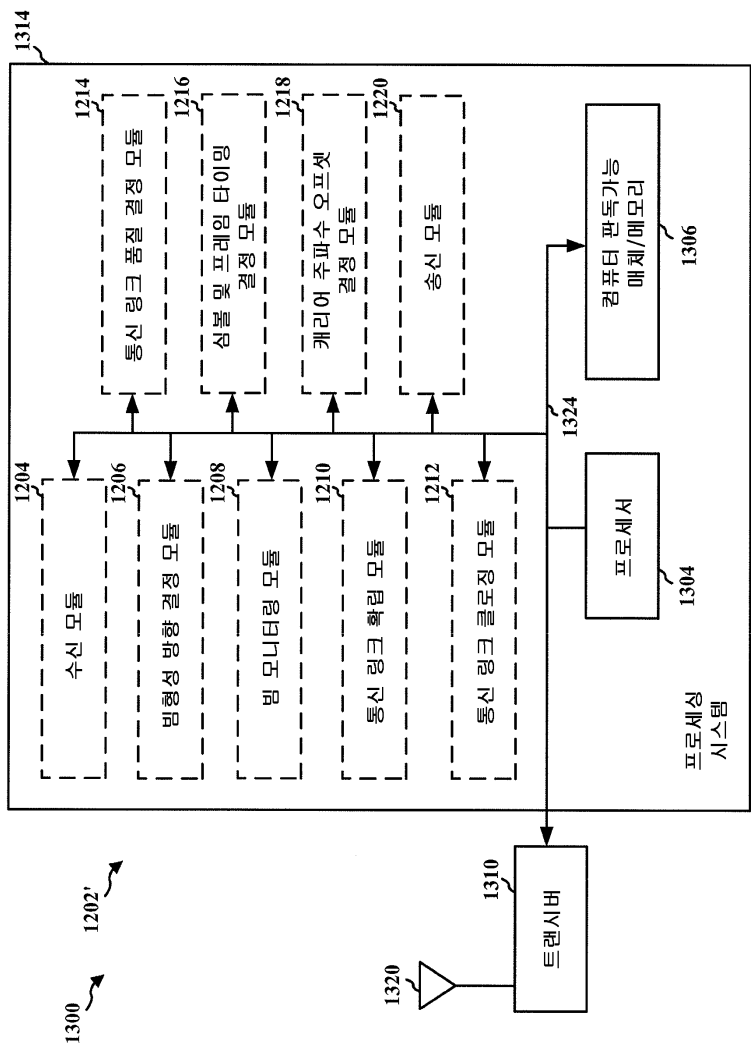 1300
1202'
1314
1204
수신 모듈
1206
빔형성 방향 결정 모듈
1208
빔 모니터링 모듈
1210
통신 링크 확립 모듈
1212
통신 링크 클로징 모듈
1214
통신 링크 품질 결정 모듈
1216
심볼 및 프레임 타이밍
결정 모듈
1218
캐리어 주파수 오프셋
결정 모듈
1220
송신 모듈
1320
1310
트랜시버
1324
프로세서
1304
컴퓨터 판독가능
매체/메모리
1306
프로세싱
시스템